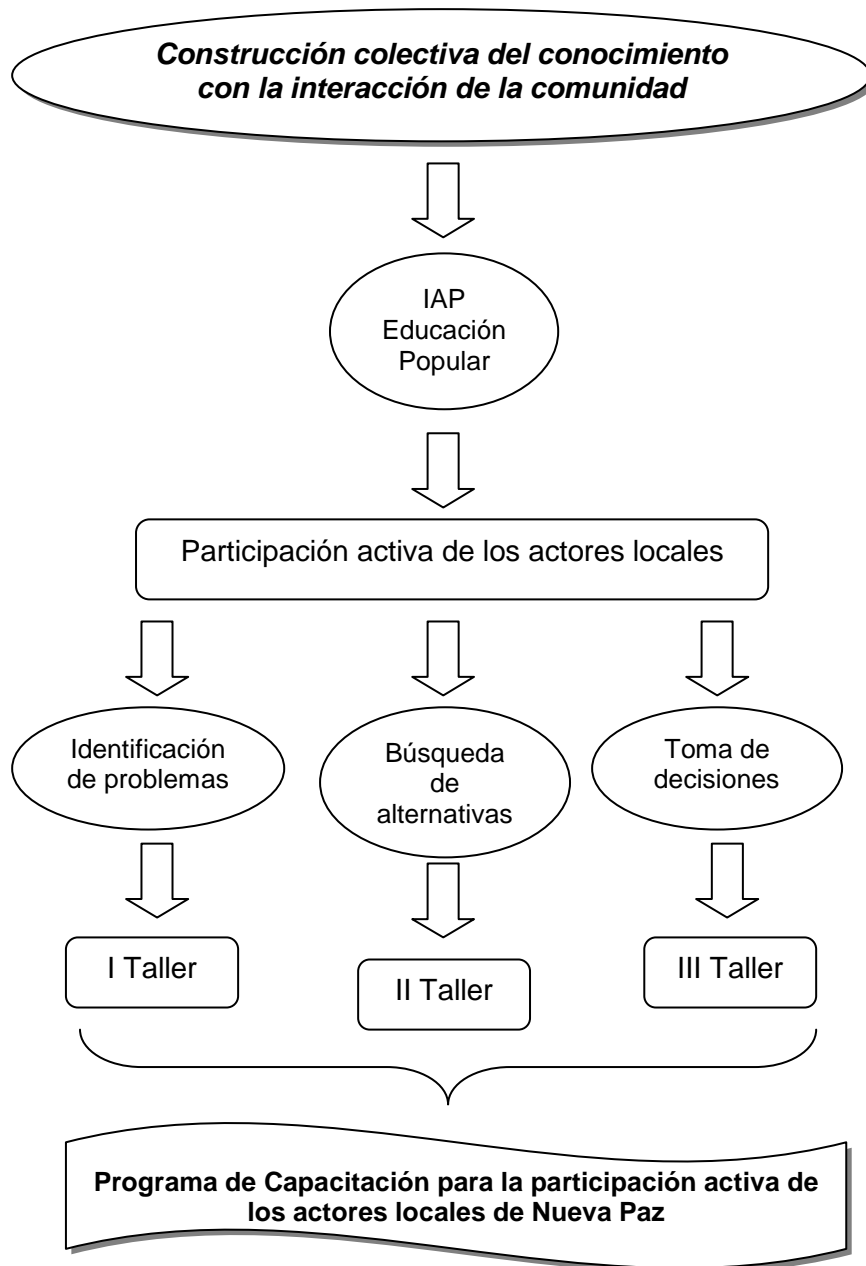 Construcción colectiva del conocimiento
con la interacción de la comunidad
IAP
Educación
Popular
Participación activa de los actores locales
Identificación
de problemas
Búsqueda
de
alternativas
Toma de
decisiones
I Taller
II Taller
III Taller
Programa de Capacitación para la participación activa de
los actores locales de Nueva Paz